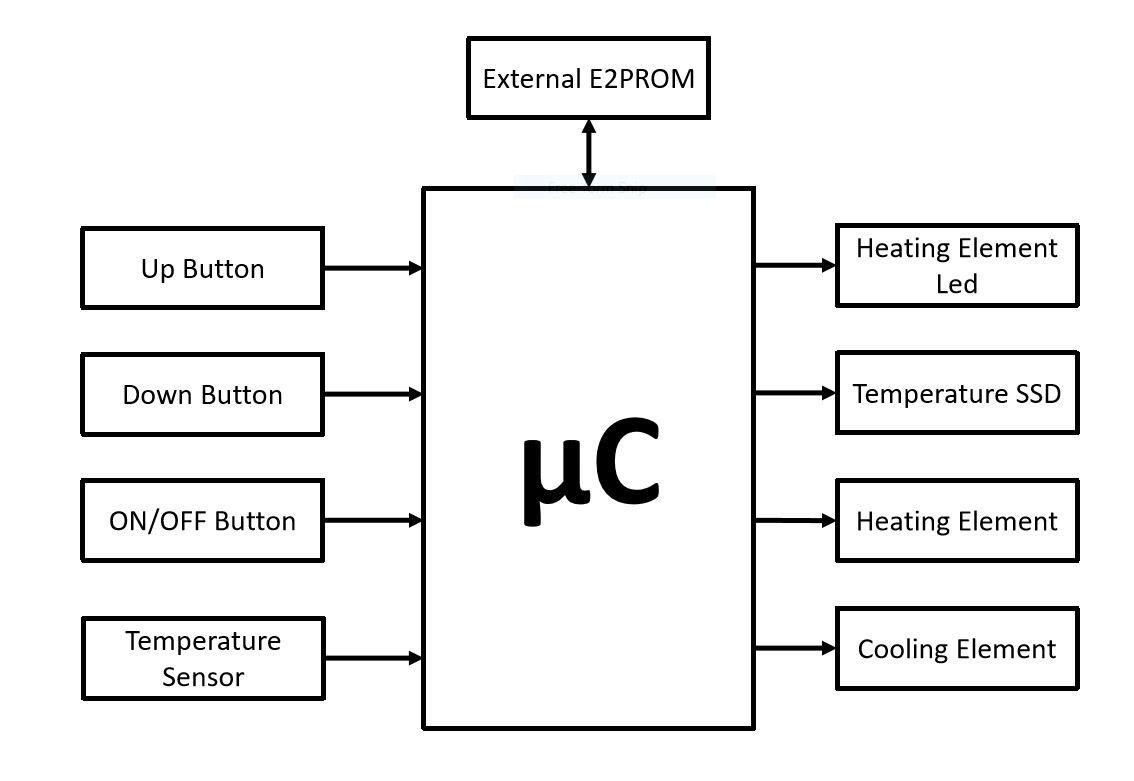 External E2PROM
Up Button
Down Button
ON/OFF Button
Temperature
Sensor
µC
Heating Element
Led
Temperature SSD
Heating Element
Cooling Element